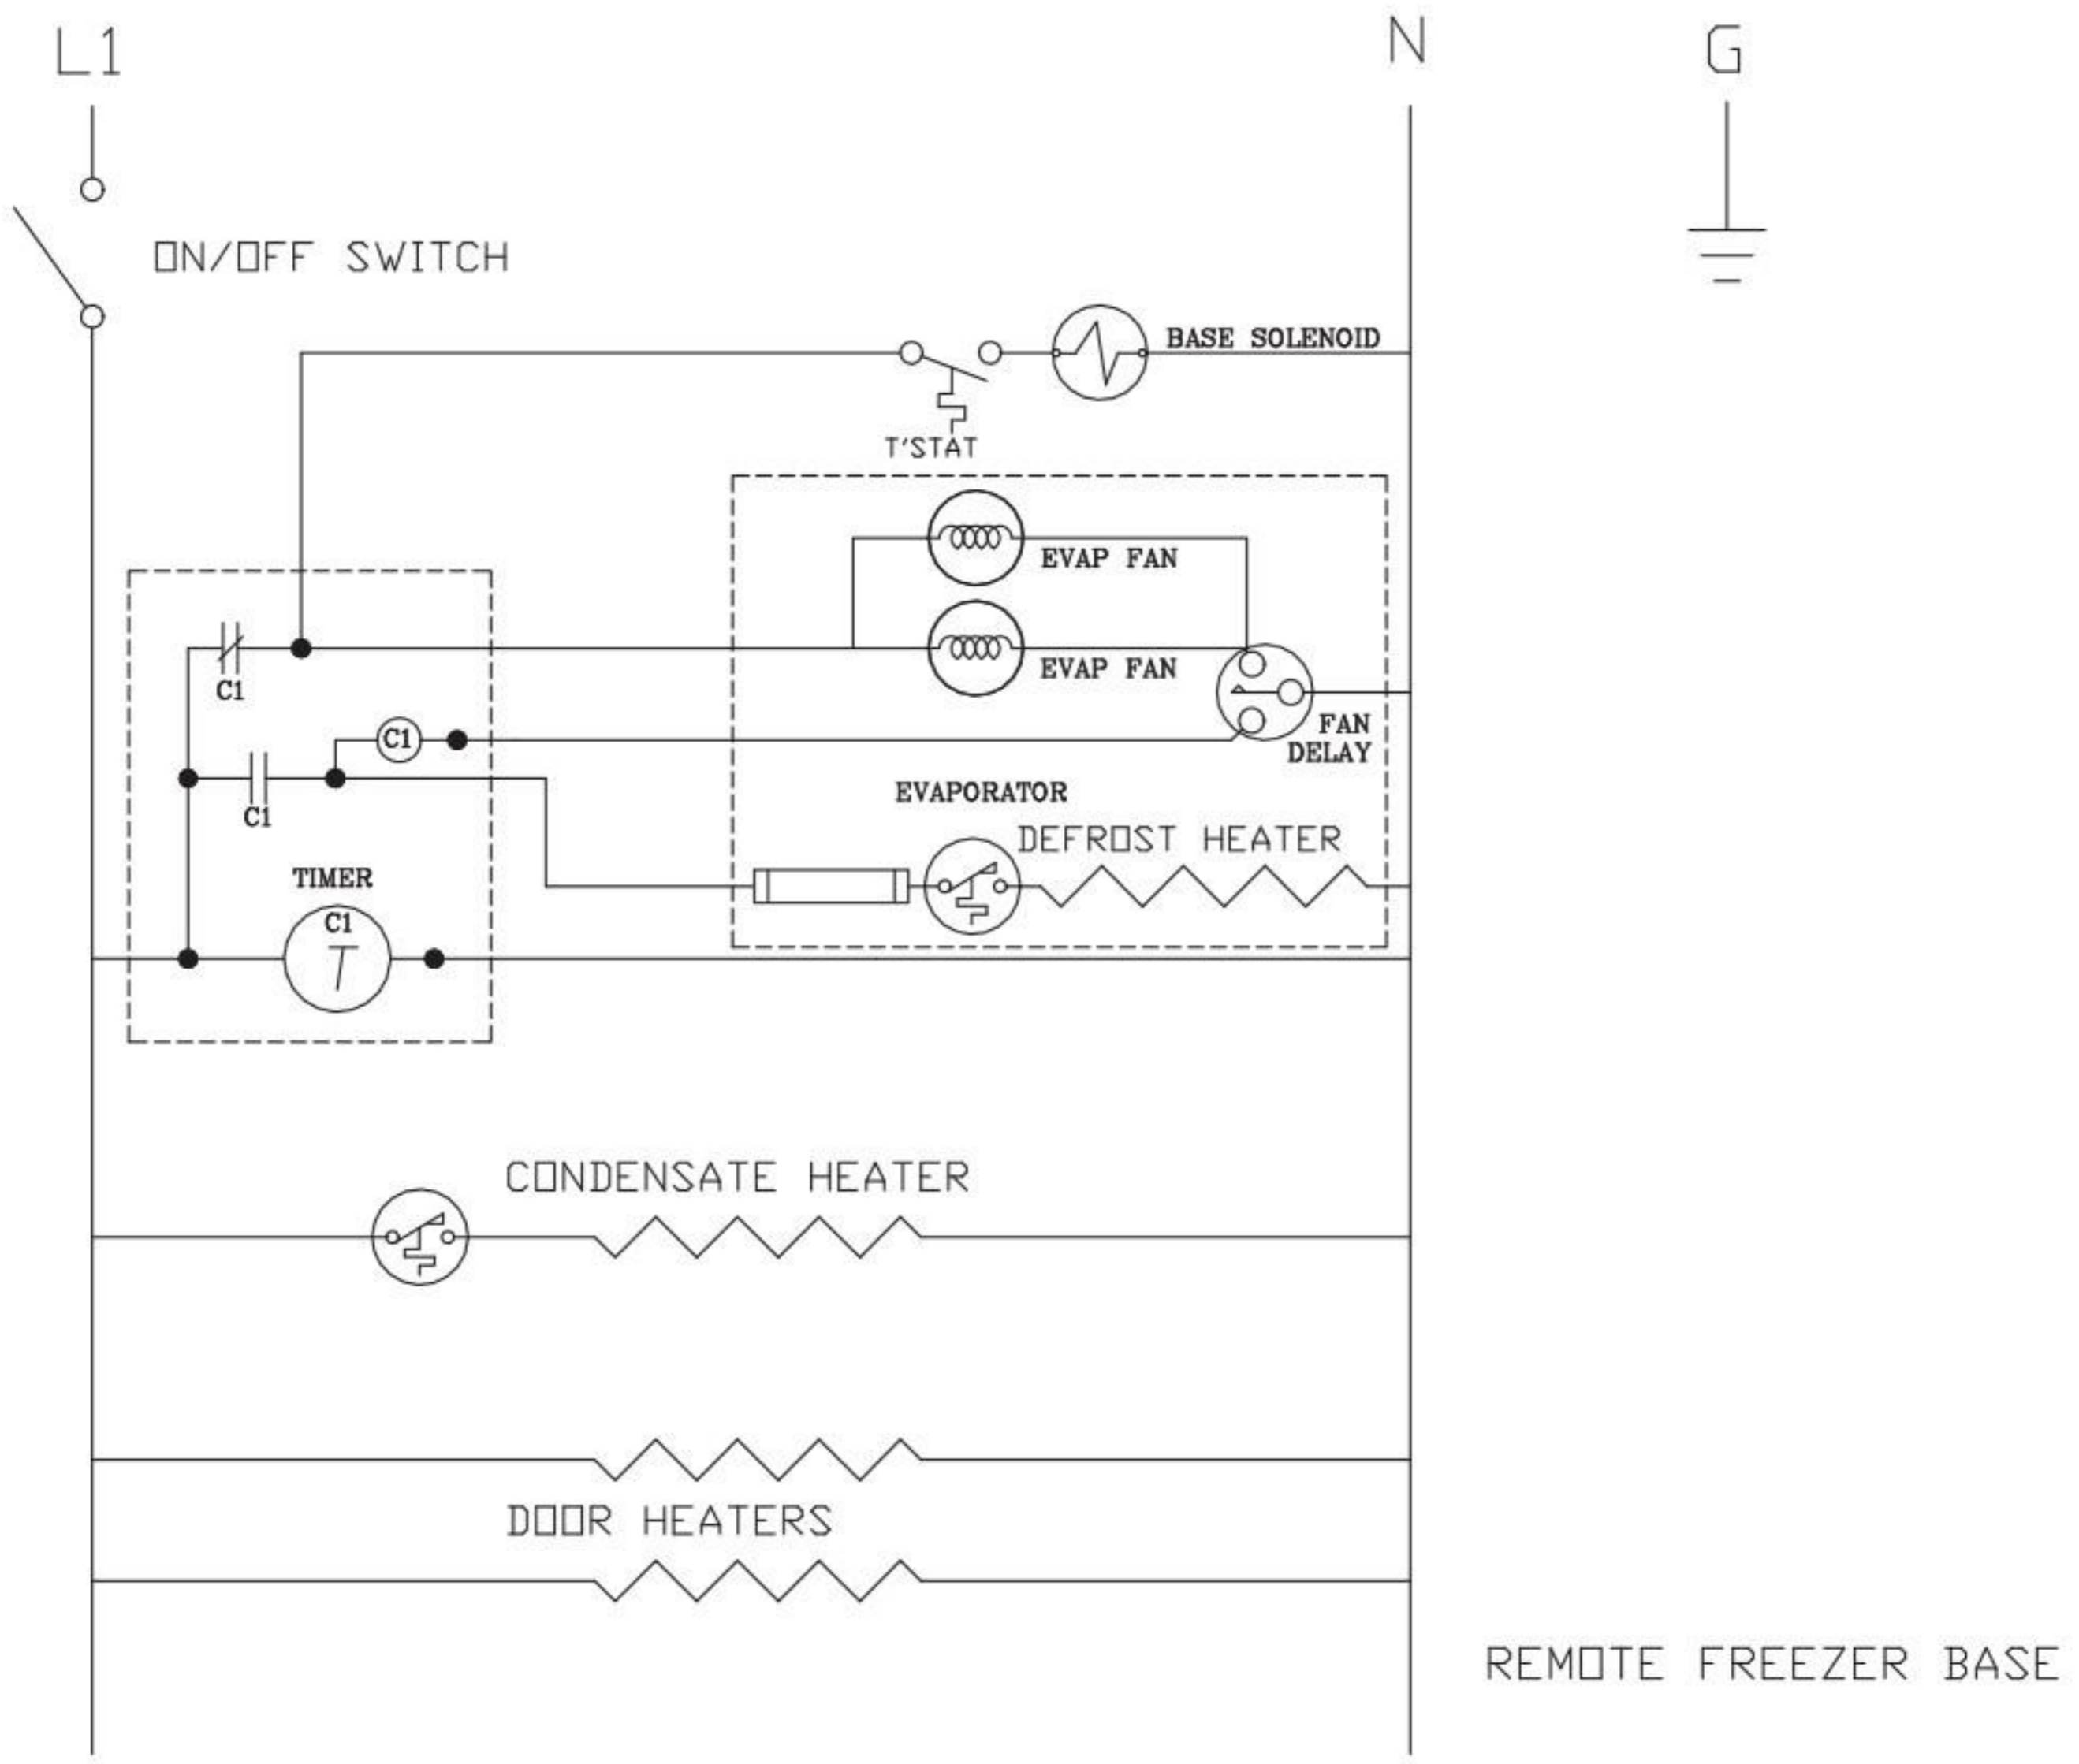 L1
N
G
ON/OFF SWITCH
BASE SOLENOID
T'STAT
EVAP FAN
EVAP FAN
C1
C1
FAN
DELAY
C1
EVAPORATOR
DEFROST HEATER
TIMER
C1
T
CONDENSATE HEATER
DOOR HEATERS
REMOTE FREEZER BASE